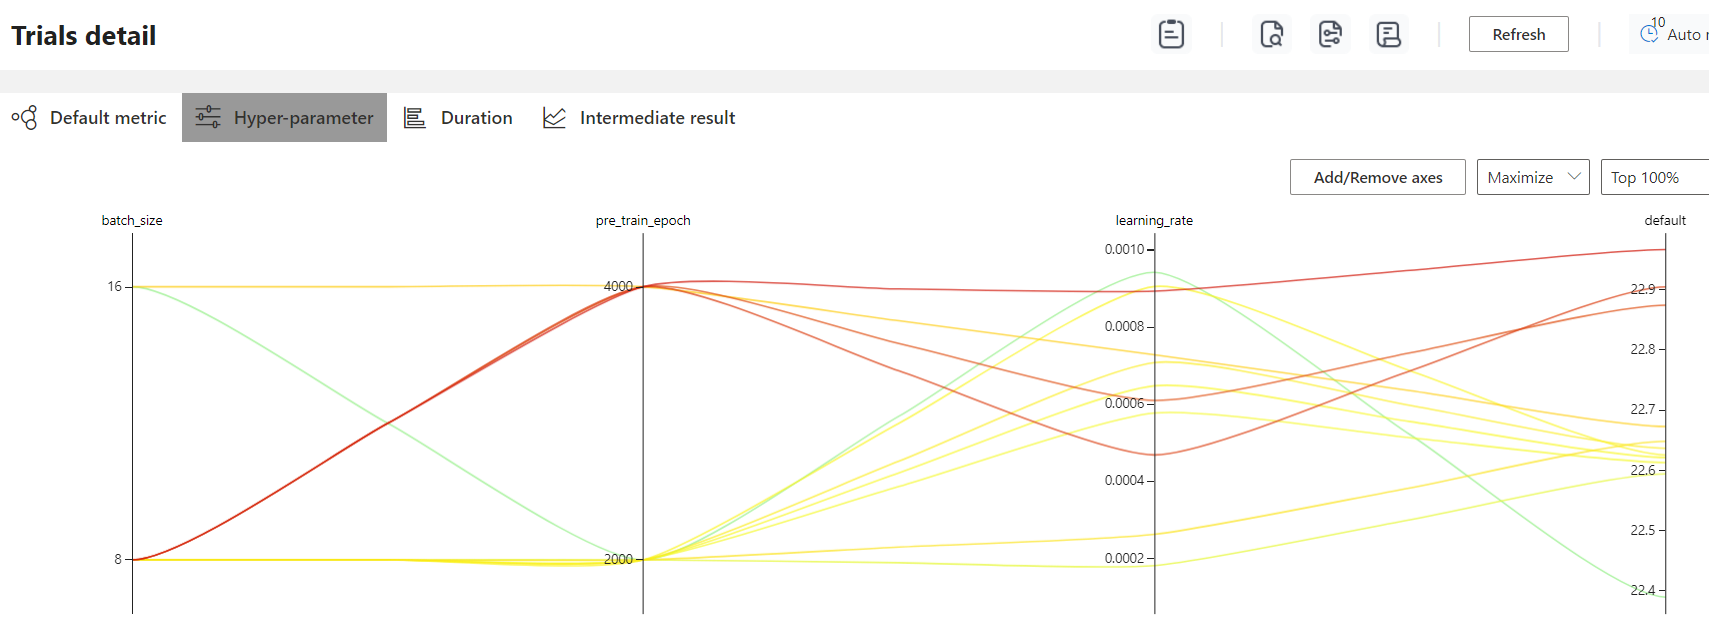 Trials detail
Refresh
10
Auto r
Default metric
Hyper-parameter
Duration
Intermediate result
Add/Remove axes
Maximize
Top 100%
batch_size
pre_train_epoch
learning_rate
default
0.0010
16
4000
22.9
0.0008
22.8
0.0006
22.7
22.6
0.0004
22.5
8
2000
0.0002
22.4